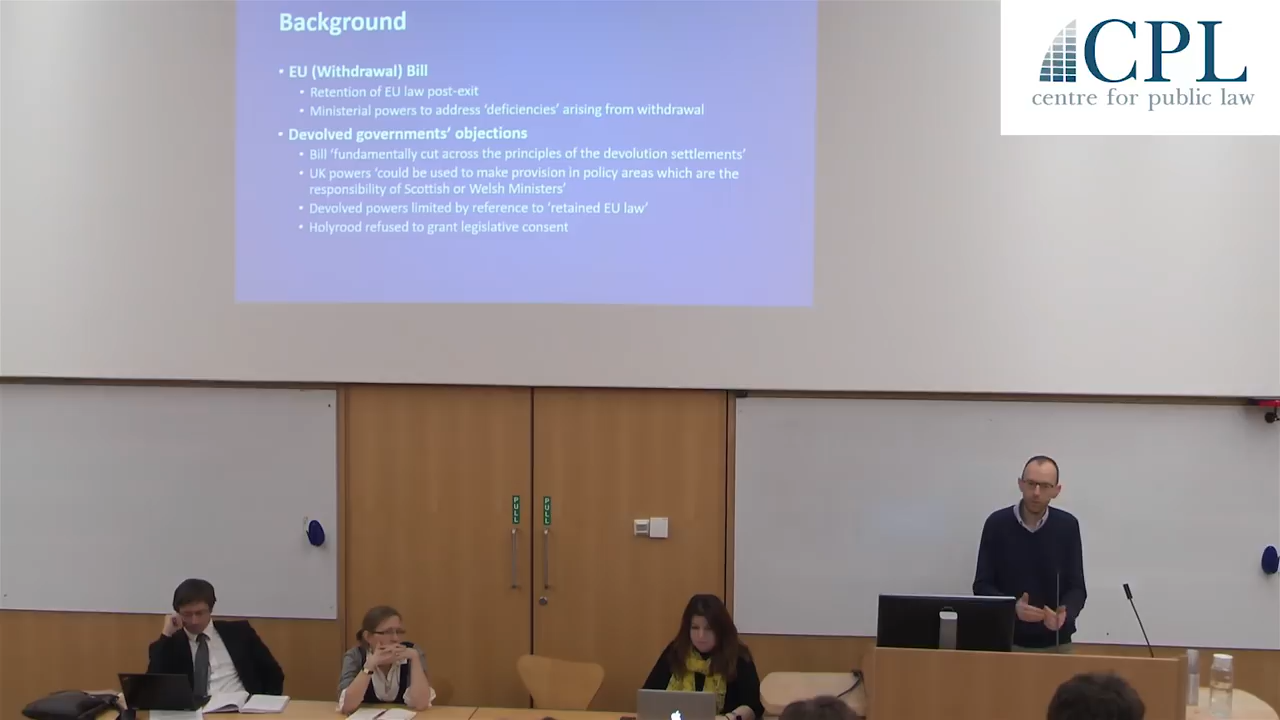 Background
• EU (Withdrawal) Bill
• Retention of EU law post-exit
• Ministerial powers to address ‘deficiencies’ arising from withdrawal
• Devolved governments’ objections
• Bill ‘fundamentally cut across the principles of the devolution settlements’
• UK powers ‘could be used to make provision in policy areas which are the
responsibility of Scottish or Welsh Ministers’
• Devolved powers limited by reference to ‘retained EU law’
• Holyrood refused to grant legislative consent
CPL
centre for public law
PULL
PULL